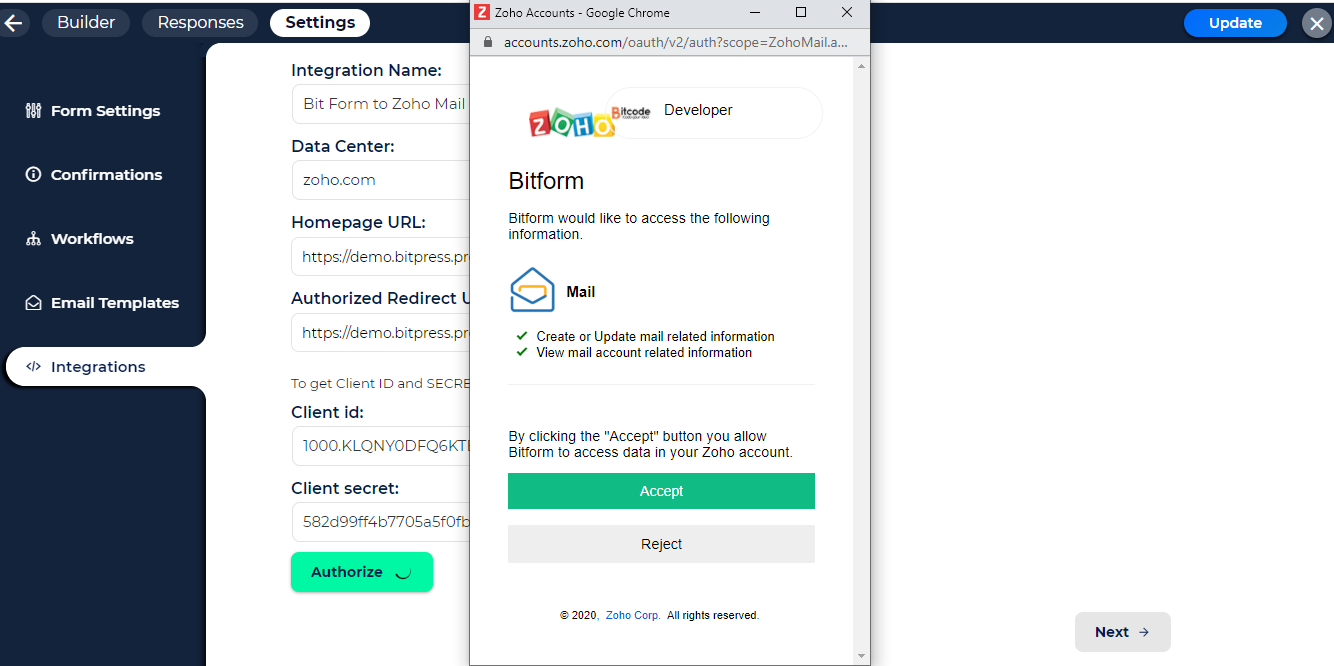 Builder
Responses
Settings
Update
Form Settings
Confirmations
Workflows
Email Templates
Integrations
Integration Name:
Bit Form to Zoho Mail
Data Center:
zoho.com
Homepage URL:
https://demo.bitpress.pr
Authorized Redirect U
https://demo.bitpress.pr
To get Client ID and SECRE
Client id:
1000.KLQNY0DFQ6KT
Client secret:
582d99ff4b7705a5f0fb
Authorize
Next
Zoho Accounts - Google Chrome
accounts.zoho.com/oauth/v2/auth?scope=ZohoMail.a...
ZOHO
Bitcode
Developer
Bitform
Bitform would like to access the following
information.
Mail
Create or Update mail related information
View mail account related information
By clicking the "Accept" button you allow
Bitform to access data in your Zoho account.
Accept
Reject
© 2020, Zoho Corp. All rights reserved.